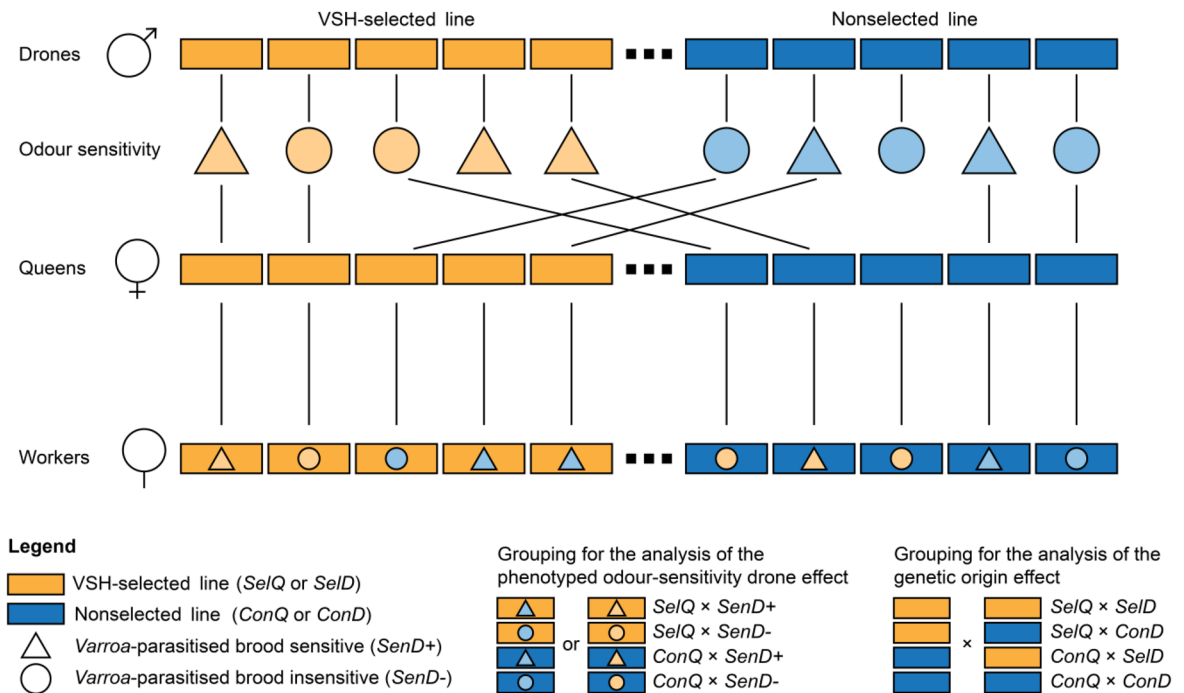 VSH-selected line
Nonselected line
Drones
Odour sensitivity
Queens
Workers
Legend
VSH-selected line (SelQ or SelD)
Nonselected line (ConQ or ConD)
Varroa-parasitised brood sensitive (SenD+)
Varroa-parasitised brood insensitive (SenD-)
Grouping for the analysis of the
phenotyped odour-sensitivity drone effect
or
SelQ × SenD+
SelQ × SenD-
ConQ × SenD+
ConQ × SenD-
Grouping for the analysis of the
genetic origin effect
×
SelQ × SelD
SelQ × ConD
ConQ × SelD
ConQ × ConD